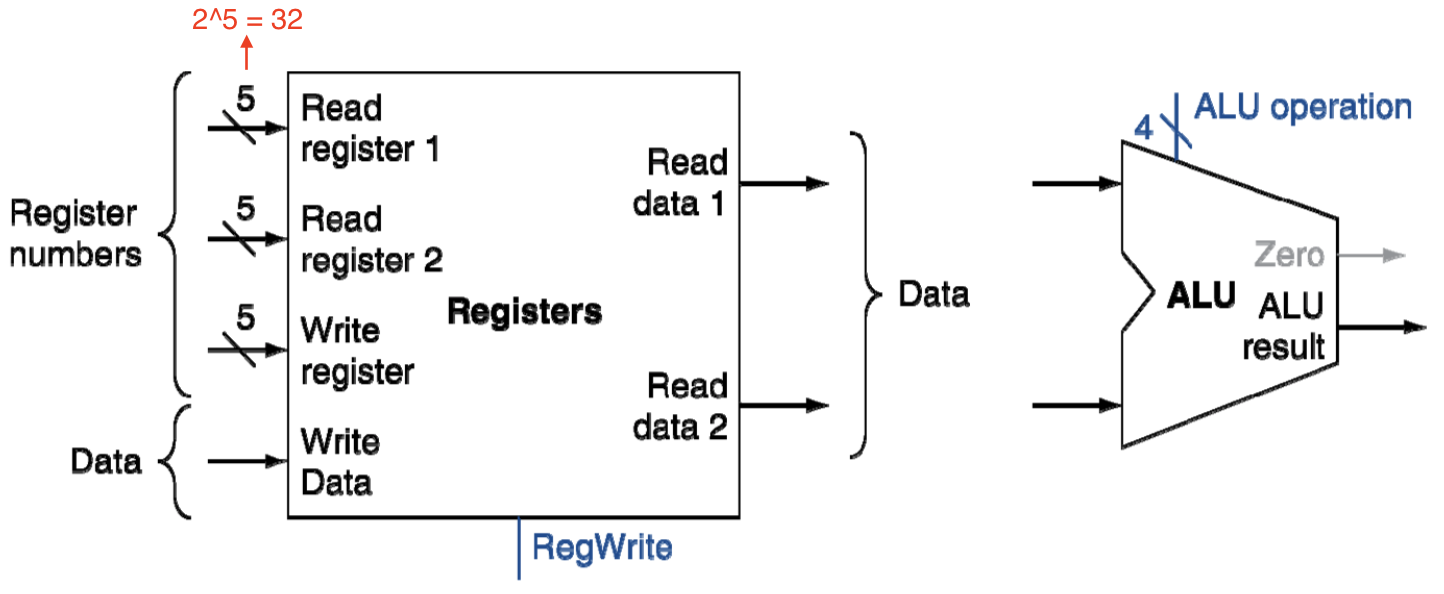 2^5 = 32
5
Read
register 1
5
Read
register 2
5
Write
register
Write
Data
Register
numbers
Data
Registers
Read
data 1
Read
data 2
RegWrite
Data
4
ALU operation
Zero
ALU
ALU
result